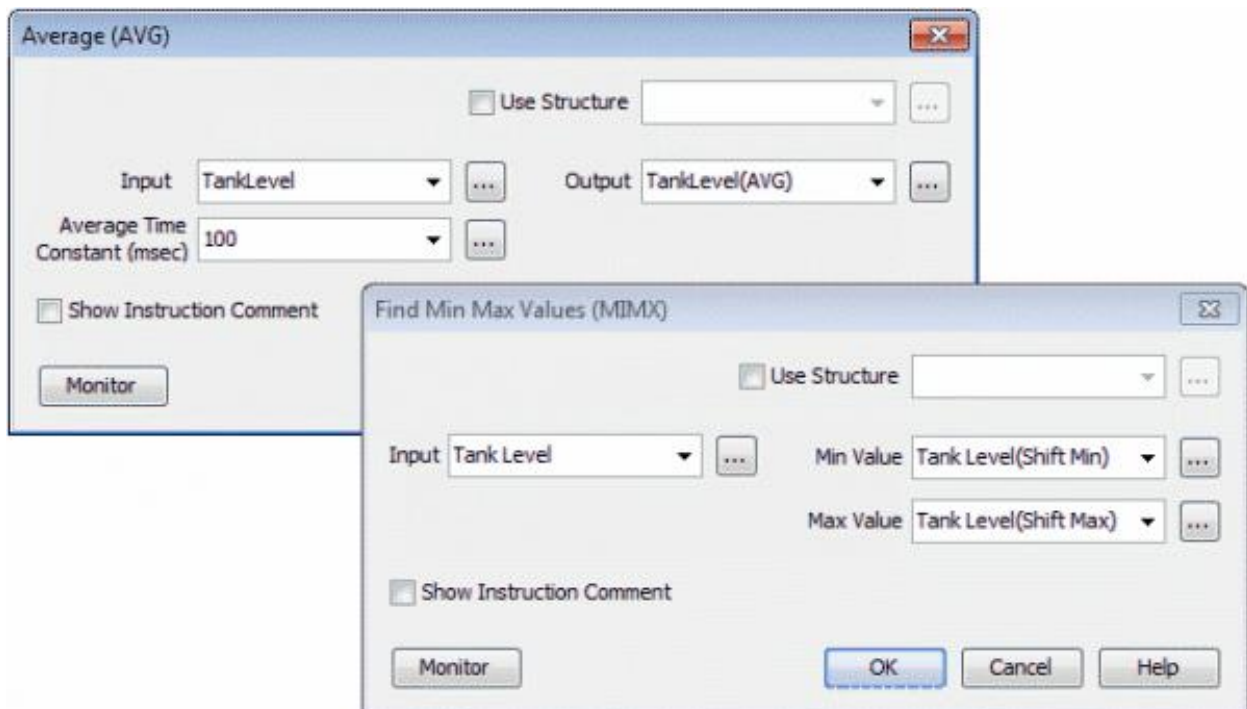 Average (AVG)
Use Structure
...
Input TankLevel ... Output TankLevel(AVG) ...
Average Time
Constant (msec) 100 ...
Show Instruction Comment
Monitor
Find Min Max Values (MIMX)
Use Structure
...
Input Tank Level ... Min Value Tank Level(Shift Min) ...
Max Value Tank Level(Shift Max) ...
Show Instruction Comment
Monitor OK Cancel Help